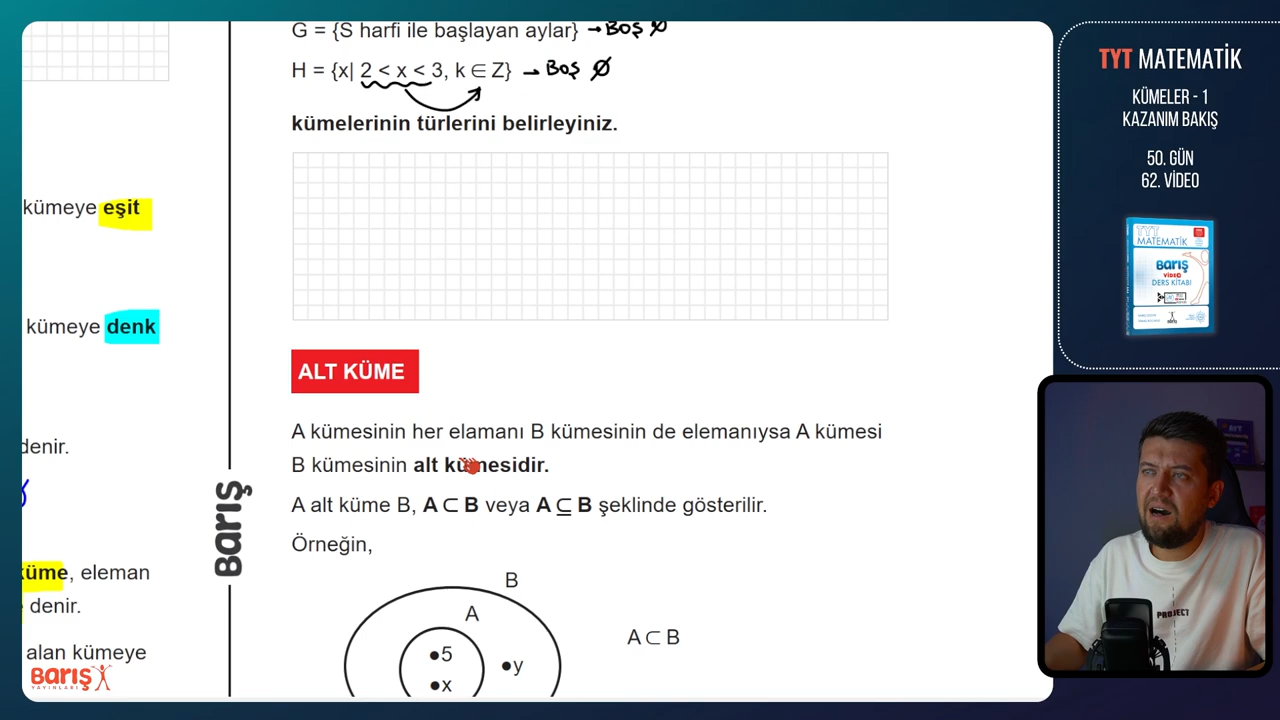 G = {S harfi ile başlayan aylar} → Boş ∅
H = {x| 2 < x < 3, k ∈ Z} → Boş ∅
kümelerinin türlerini belirleyiniz.
kümeye eşit
kümeye denk
denir.
küme, eleman
denir.
alan kümeye
Barış
YAYINLARI
Barış
ALT KÜME
A kümesinin her elamanı B kümesinin de elemanıysa A kümesi
B kümesinin alt kümesidir.
A alt küme B, A ⊂ B veya A ⊆ B şeklinde gösterilir.
Örneğin,
B
A
•5
•x
•y
A ⊂ B
TYT MATEMATİK
KÜMELER - 1
KAZANIM BAKIŞ
50. GÜN
62. VİDEO
TYT
MATEMATİK
Barış
VİDEO
DERS KİTABI
PROJECT